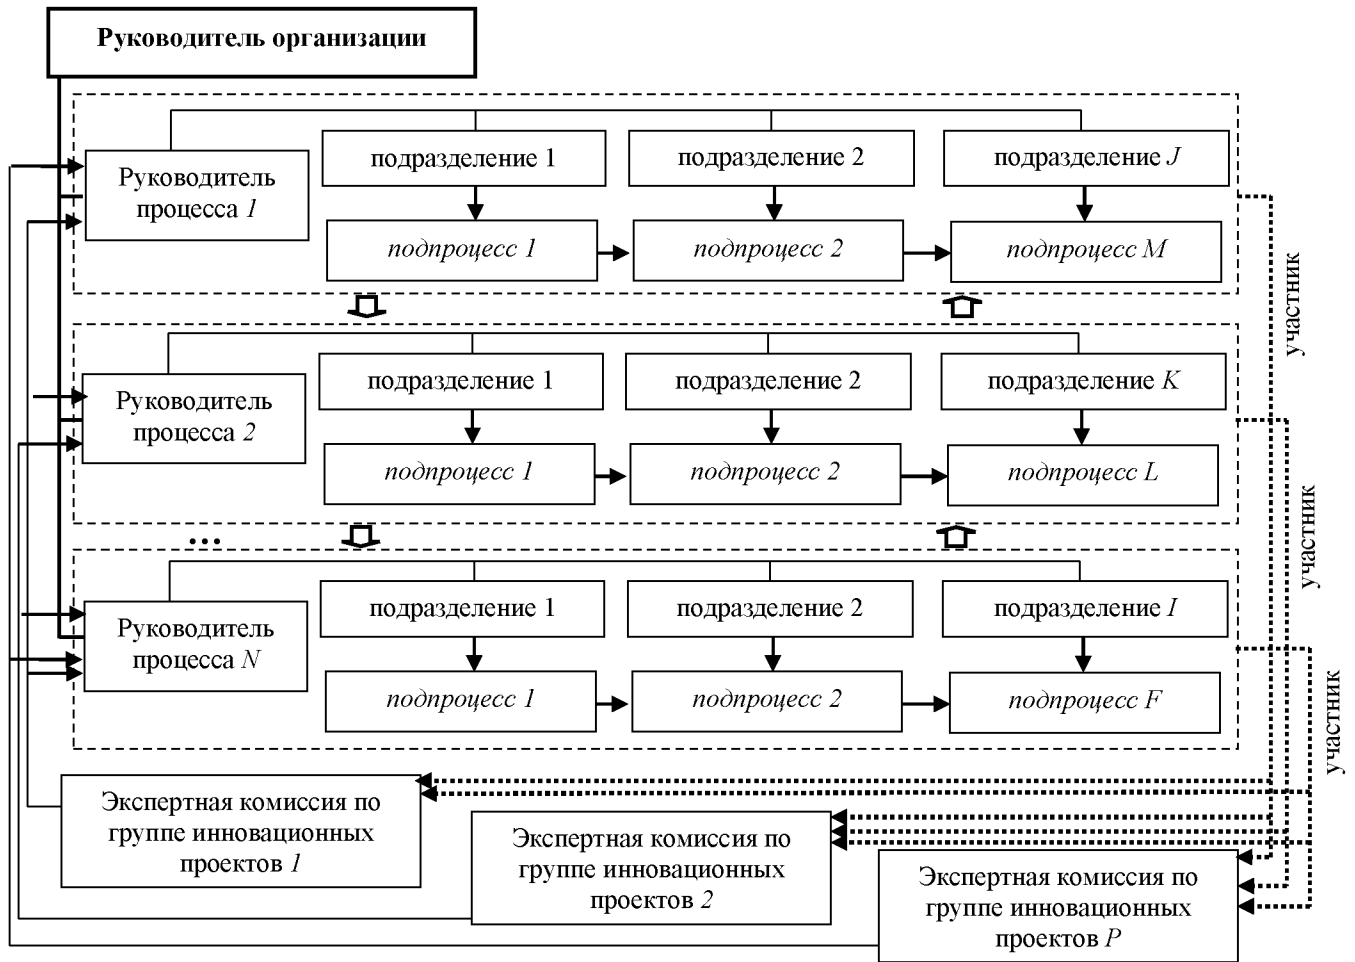 Руководитель организации
подразделение 1
подразделение 2
подразделение J
Руководитель
процесса 1
подпроцесс 1
подпроцесс 2
подпроцесс M
участник
подразделение 1
подразделение 2
подразделение K
Руководитель
процесса 2
подпроцесс 1
подпроцесс 2
подпроцесс L
участник
...
подразделение 1
подразделение 2
подразделение I
Руководитель
процесса N
подпроцесс 1
подпроцесс 2
подпроцесс F
участник
Экспертная комиссия по
группе инновационных
проектов 1
Экспертная комиссия по
группе инновационных
проектов 2
Экспертная комиссия по
группе инновационных
проектов P